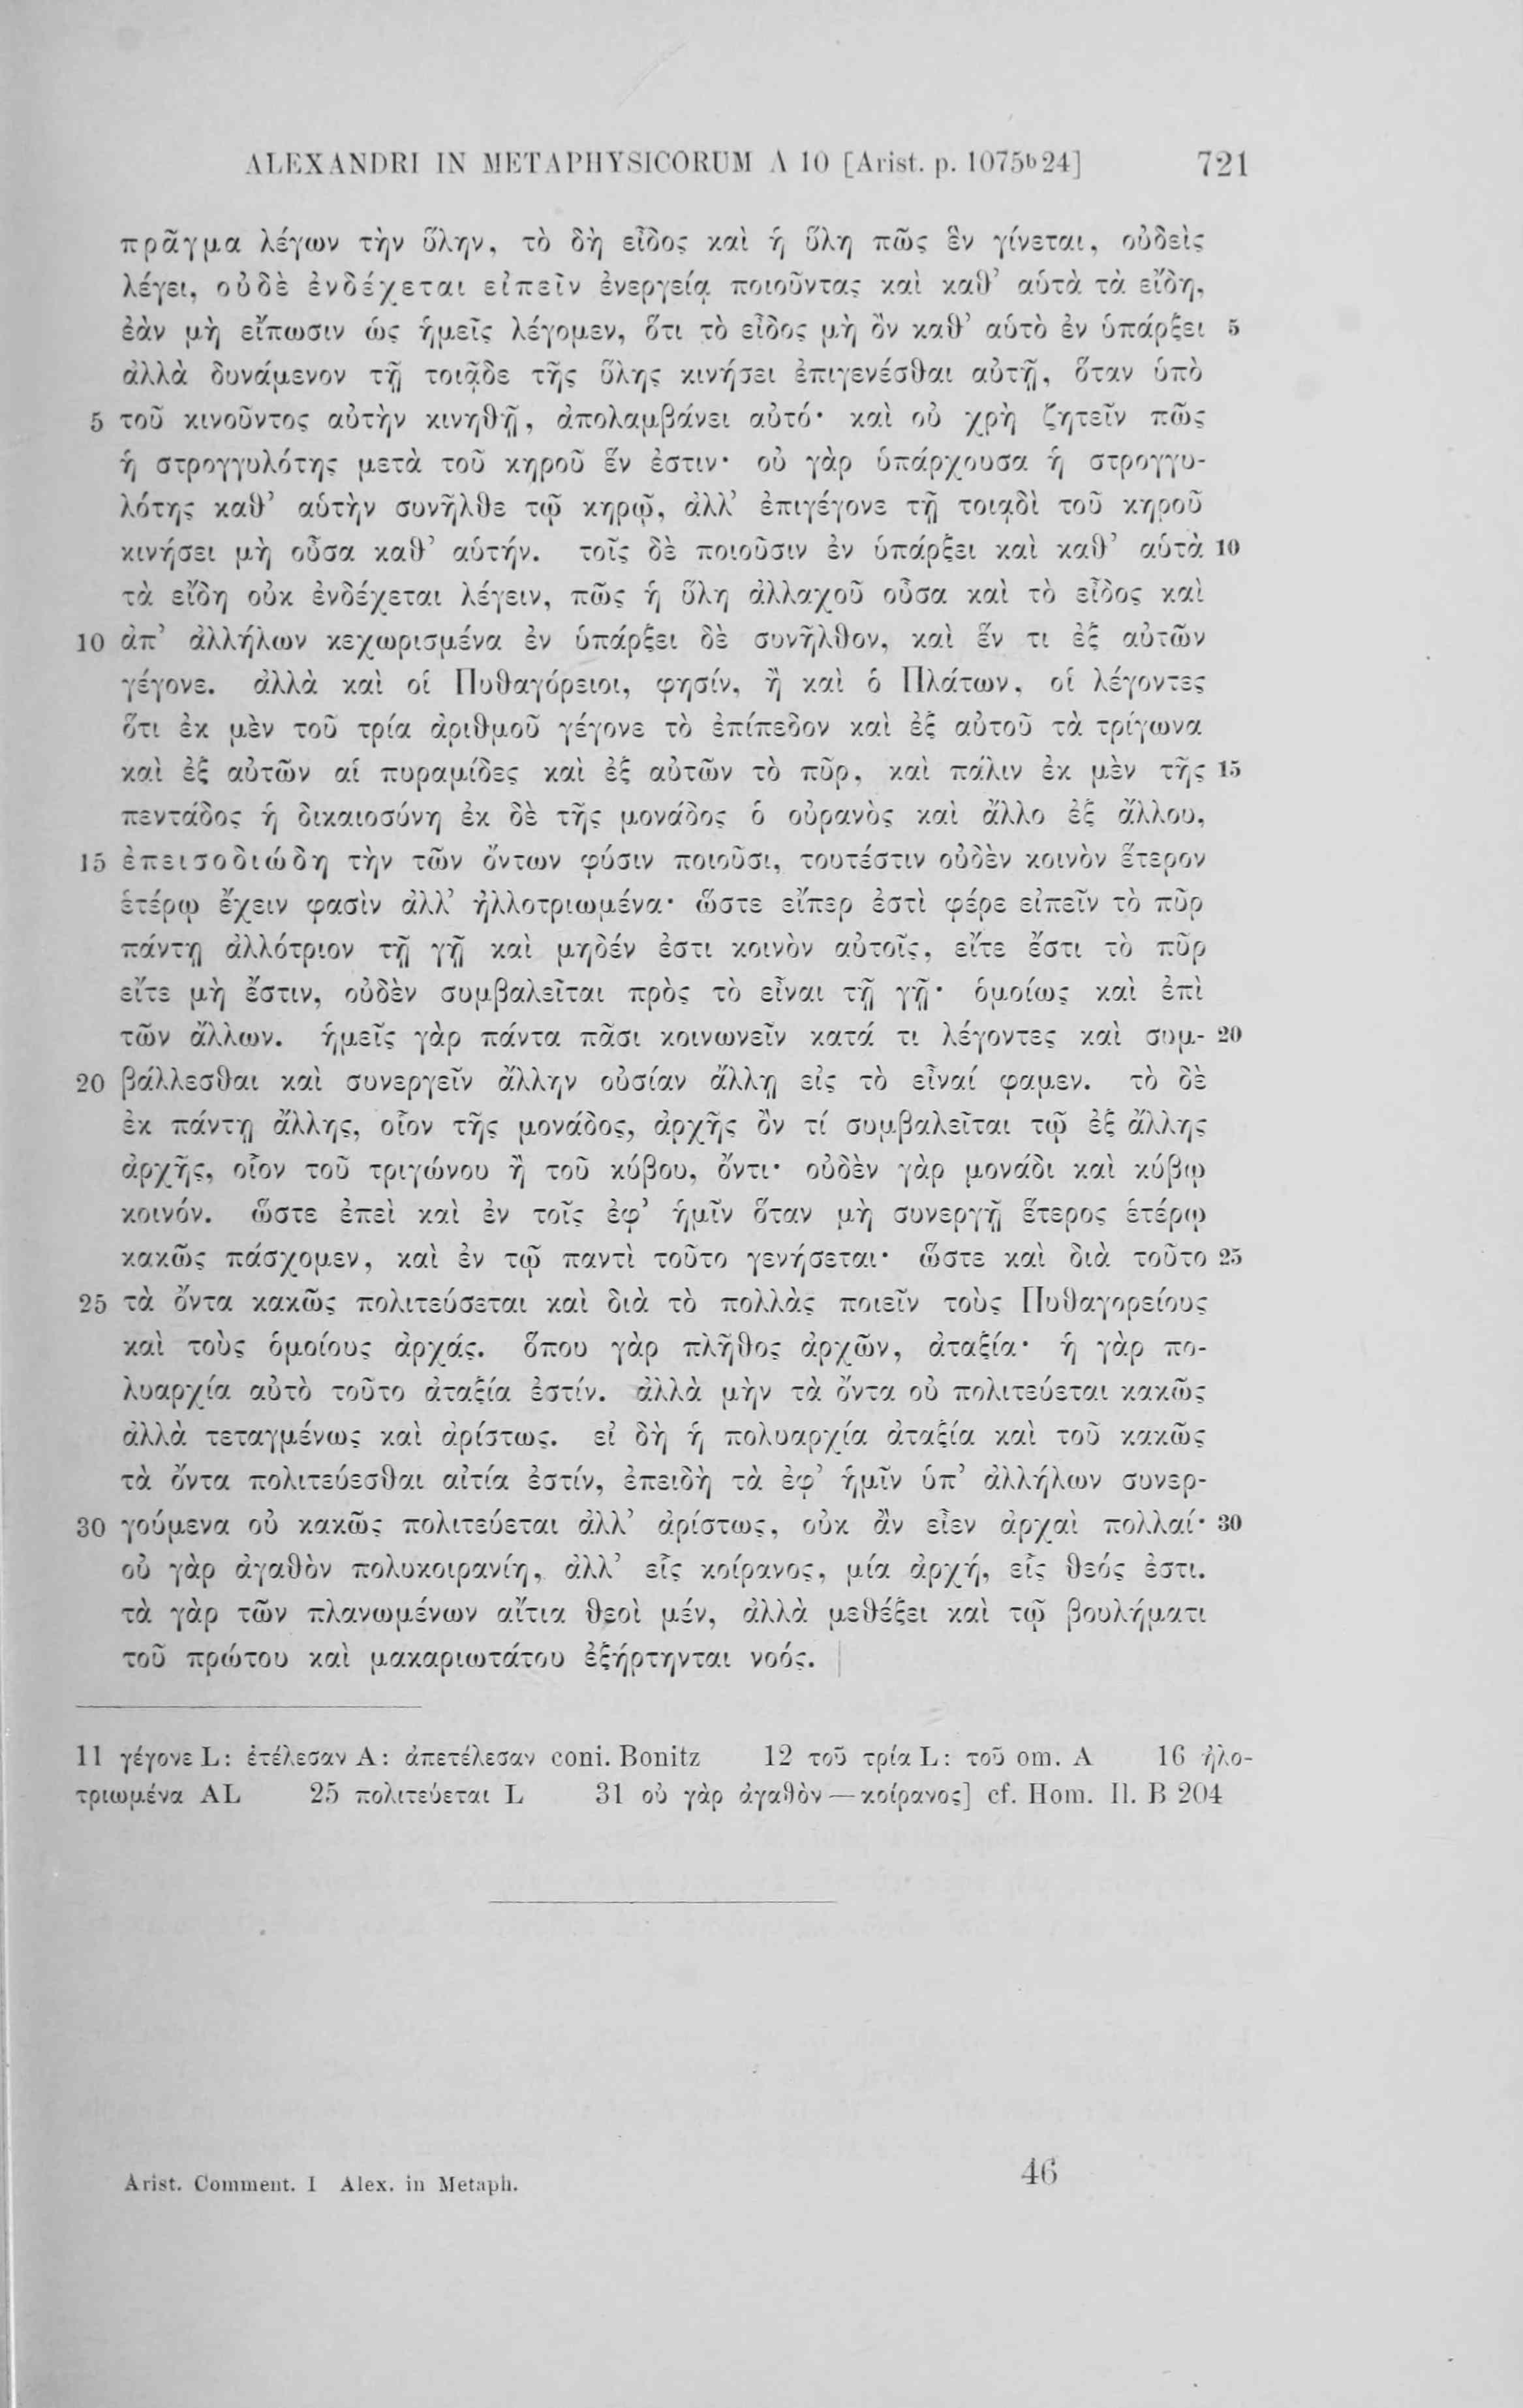 ALEXANDRI IN METAPHYSICORUM Λ 10 [Arist. p. 1075b24] 721
πρᾶγμα λέγων τὴν ὕλην, τὸ δὴ εἶδος καὶ ἡ ὕλη πῶς ἓν γίνεται, οὐδεὶς
λέγει, οὐδὲ ἐνδέχεται εἰπεῖν ἐνεργείᾳ ποιοῦντας καὶ καθ’ αὑτὰ τὰ εἴδη,
ἐὰν μὴ εἴπωσιν ὡς ἡμεῖς λέγομεν, ὅτι τὸ εἶδος μὴ ὂν καθ’ αὑτὸ ἐν ὑπάρξει 5
ἀλλὰ δυνάμενον τῇ τοιᾷδε τῆς ὕλης κινήσει ἐπιγενέσθαι αὐτῇ, ὅταν ὑπὸ
5 τοῦ κινοῦντος αὐτὴν κινηθῇ, ἀπολαμβάνει αὐτό· καὶ οὐ χρὴ ζητεῖν πῶς
ἡ στρογγυλότης μετὰ τοῦ κηροῦ ἕν ἐστιν· οὐ γὰρ ὑπάρχουσα ἡ στρογγυ-
λότης καθ’ αὑτὴν συνῆλθε τῷ κηρῷ, ἀλλ’ ἐπιγέγονε τῇ τοιᾳδὶ τοῦ κηροῦ
κινήσει μὴ οὖσα καθ’ αὑτήν. τοῖς δὲ ποιοῦσιν ἐν ὑπάρξει καὶ καθ’ αὑτὰ 10
τὰ εἴδη οὐκ ἐνδέχεται λέγειν, πῶς ἡ ὕλη ἀλλαχοῦ οὖσα καὶ τὸ εἶδος καὶ
10 ἀπ’ ἀλλήλων κεχωρισμένα ἐν ὑπάρξει δὲ συνῆλθον, καὶ ἕν τι ἐξ αὐτῶν
γέγονε. ἀλλὰ καὶ οἱ Πυθαγόρειοι, φησίν, ἢ καὶ ὁ Πλάτων, οἱ λέγοντες
ὅτι ἐκ μὲν τοῦ τρία ἀριθμοῦ γέγονε τὸ ἐπίπεδον καὶ ἐξ αὐτοῦ τὰ τρίγωνα
καὶ ἐξ αὐτῶν αἱ πυραμίδες καὶ ἐξ αὐτῶν τὸ πῦρ, καὶ πάλιν ἐκ μὲν τῆς 15
πεντάδος ἡ δικαιοσύνη ἐκ δὲ τῆς μονάδος ὁ οὐρανὸς καὶ ἄλλο ἐξ ἄλλου,
15 ἐπεισοδιώδη τὴν τῶν ὄντων φύσιν ποιοῦσι, τουτέστιν οὐδὲν κοινὸν ἕτερον
ἑτέρῳ ἔχειν φασὶν ἀλλ’ ἠλλοτριωμένα· ὥστε εἴπερ ἐστὶ φέρε εἰπεῖν τὸ πῦρ
πάντῃ ἀλλότριον τῇ γῇ καὶ μηδέν ἐστι κοινὸν αὐτοῖς, εἴτε ἔστι τὸ πῦρ
εἴτε μὴ ἔστιν, οὐδὲν συμβαλεῖται πρὸς τὸ εἶναι τῇ γῇ· ὁμοίως καὶ ἐπὶ
τῶν ἄλλων. ἡμεῖς γὰρ πάντα πᾶσι κοινωνεῖν κατά τι λέγοντες καὶ συμ- 20
20 βάλλεσθαι καὶ συνεργεῖν ἄλλην οὐσίαν ἄλλῃ εἰς τὸ εἶναί φαμεν. τὸ δὲ
ἐκ πάντῃ ἄλλης, οἷον τῆς μονάδος, ἀρχῆς ὂν τί συμβαλεῖται τῷ ἐξ ἄλλης
ἀρχῆς, οἷον τοῦ τριγώνου ἢ τοῦ κύβου, ὄντι· οὐδὲν γὰρ μονάδι καὶ κύβῳ
κοινόν. ὥστε ἐπεὶ καὶ ἐν τοῖς ἐφ’ ἡμῖν ὅταν μὴ συνεργῇ ἕτερος ἑτέρῳ
κακῶς πάσχομεν, καὶ ἐν τῷ παντὶ τοῦτο γενήσεται· ὥστε καὶ διὰ τοῦτο 25
25 τὰ ὄντα κακῶς πολιτεύσεται καὶ διὰ τὸ πολλὰς ποιεῖν τοὺς Πυθαγορείους
καὶ τοὺς ὁμοίους ἀρχάς. ὅπου γὰρ πλῆθος ἀρχῶν, ἀταξία· ἡ γὰρ πο-
λυαρχία αὐτὸ τοῦτο ἀταξία ἐστίν. ἀλλὰ μὴν τὰ ὄντα οὐ πολιτεύεται κακῶς
ἀλλὰ τεταγμένως καὶ ἀρίστως. εἰ δὴ ἡ πολυαρχία ἀταξία καὶ τοῦ κακῶς
τὰ ὄντα πολιτεύεσθαι αἰτία ἐστίν, ἐπειδὴ τὰ ἐφ’ ἡμῖν ὑπ’ ἀλλήλων συνερ-
30 γούμενα οὐ κακῶς πολιτεύεται ἀλλ’ ἀρίστως, οὐκ ἂν εἶεν ἀρχαὶ πολλαί· 30
οὐ γὰρ ἀγαθὸν πολυκοιρανίη, ἀλλ’ εἷς κοίρανος, μία ἀρχή, εἷς θεός ἐστι.
τὰ γὰρ τῶν πλανωμένων αἴτια θεοὶ μέν, ἀλλὰ μεθέξει καὶ τῷ βουλήματι
τοῦ πρώτου καὶ μακαριωτάτου ἐξήρτηνται νοός. |
11 γέγονε L: ἐτέλεσαν A: ἀπετέλεσαν coni. Bonitz 12 τοῦ τρία L: τοῦ om. A 16 ἠλο-
τριωμένα AL 25 πολιτεύεται L 31 οὐ γὰρ ἀγαθὸν — κοίρανος] cf. Hom. Il. B 204
Arist. Comment. I Alex. in Metaph. 46